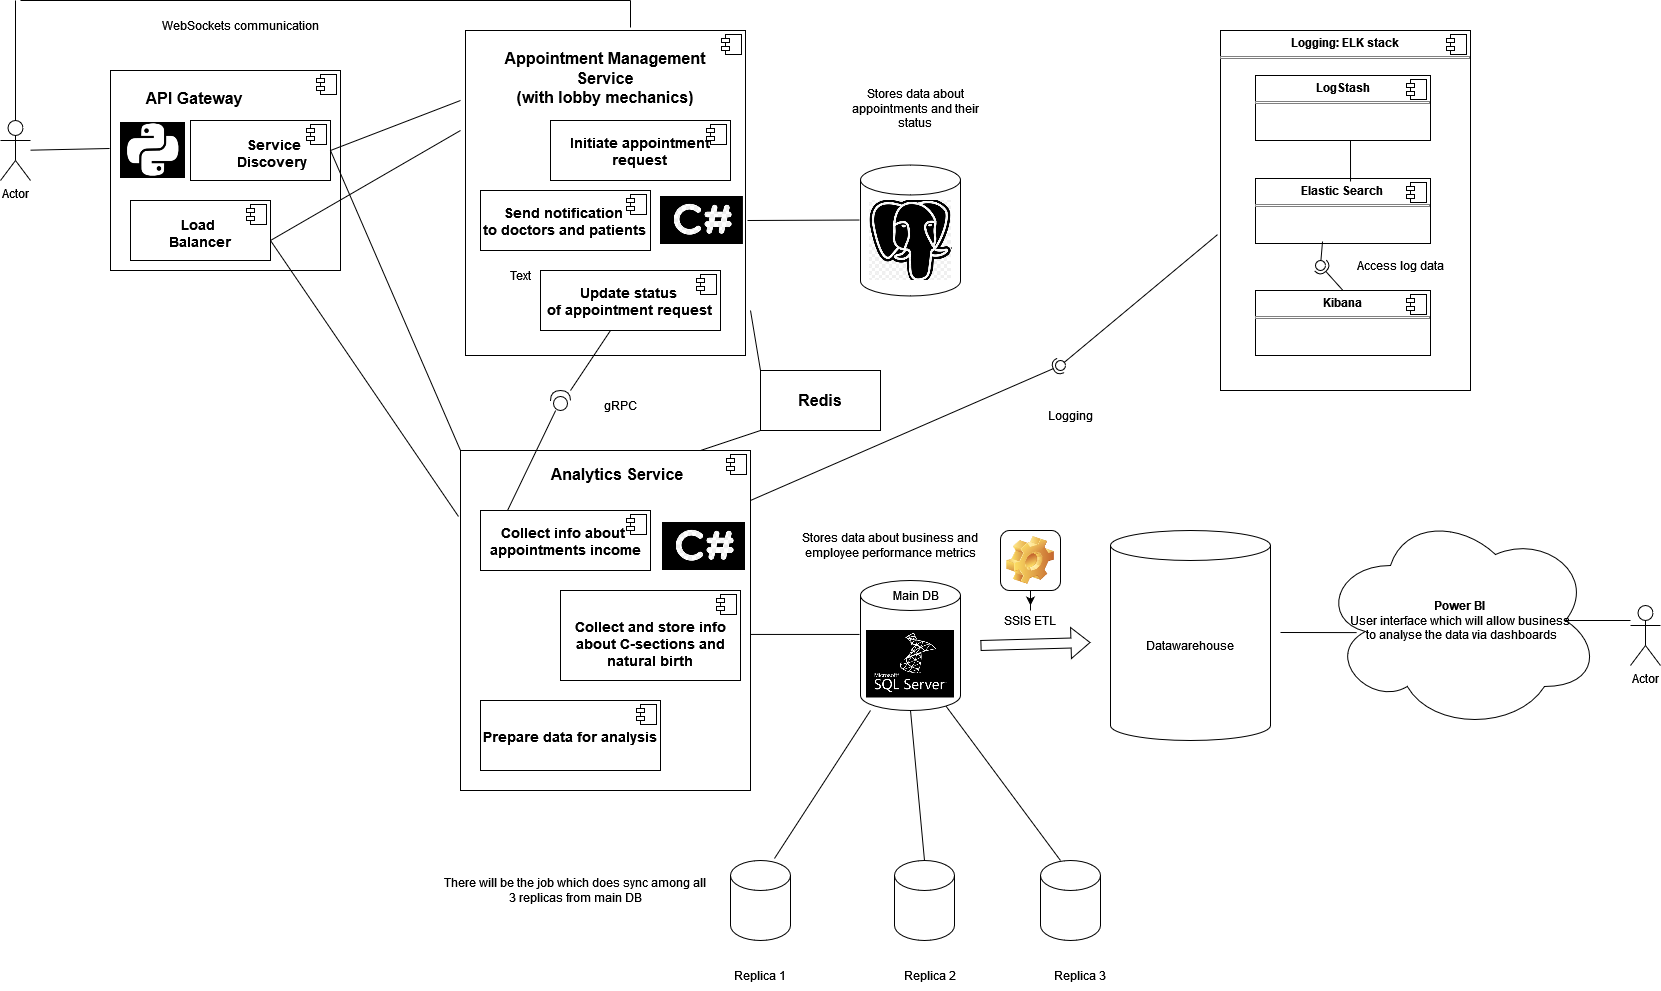 WebSockets communication
Actor
API Gateway
Service
Discovery
Load
Balancer
Appointment Management
Service
(with lobby mechanics)
Initiate appointment
request
Send notification
to doctors and patients
C#
Text
Update status
of appointment request
Stores data about
appointments and their
status
Logging: ELK stack
LogStash
Elastic Search
Access log data
Kibana
gRPC
Redis
Logging
Analytics Service
Collect info about
appointments income
C#
Collect and store info
about C-sections and
natural birth
Prepare data for analysis
Stores data about business and
employee performance metrics
Main DB
Microsoft
SQL Server
SSIS ETL
Datawarehouse
Power BI
User interface which will allow business
to analyse the data via dashboards
Actor
There will be the job which does sync among all
3 replicas from main DB
Replica 1
Replica 2
Replica 3